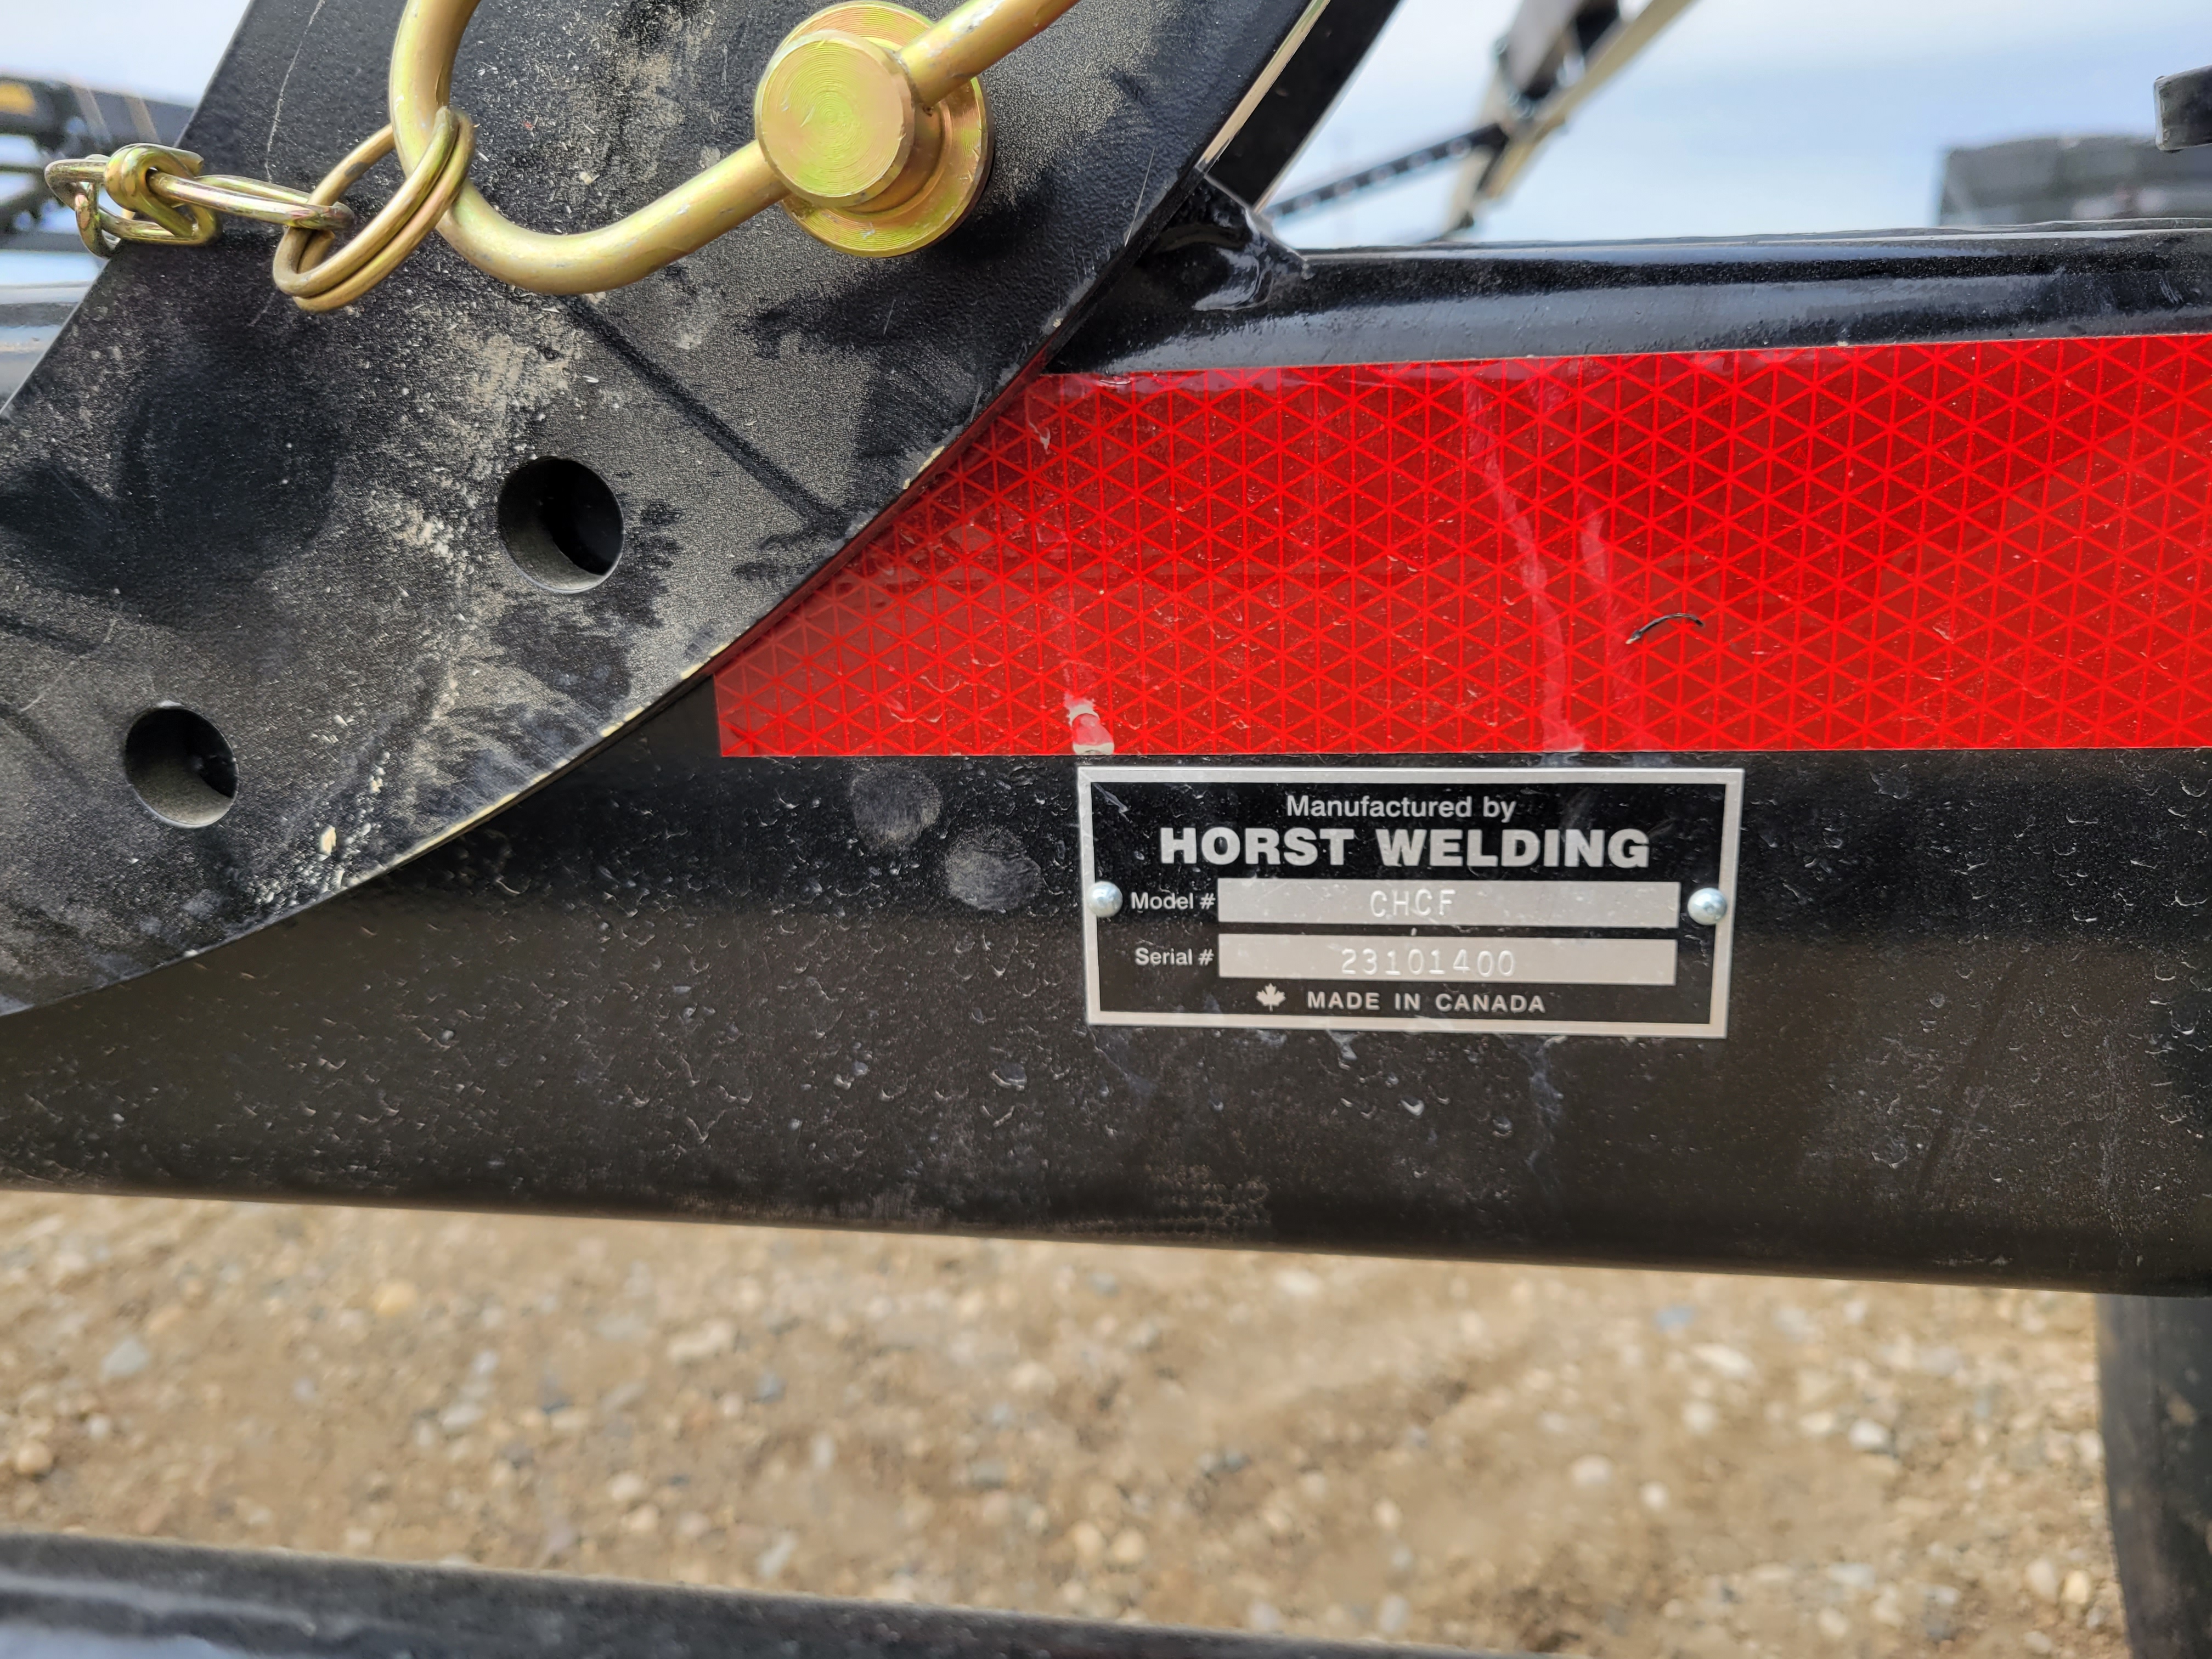 Manufactured by
HORST WELDING
Model # CHCF
Serial # 23101400
MADE IN CANADA